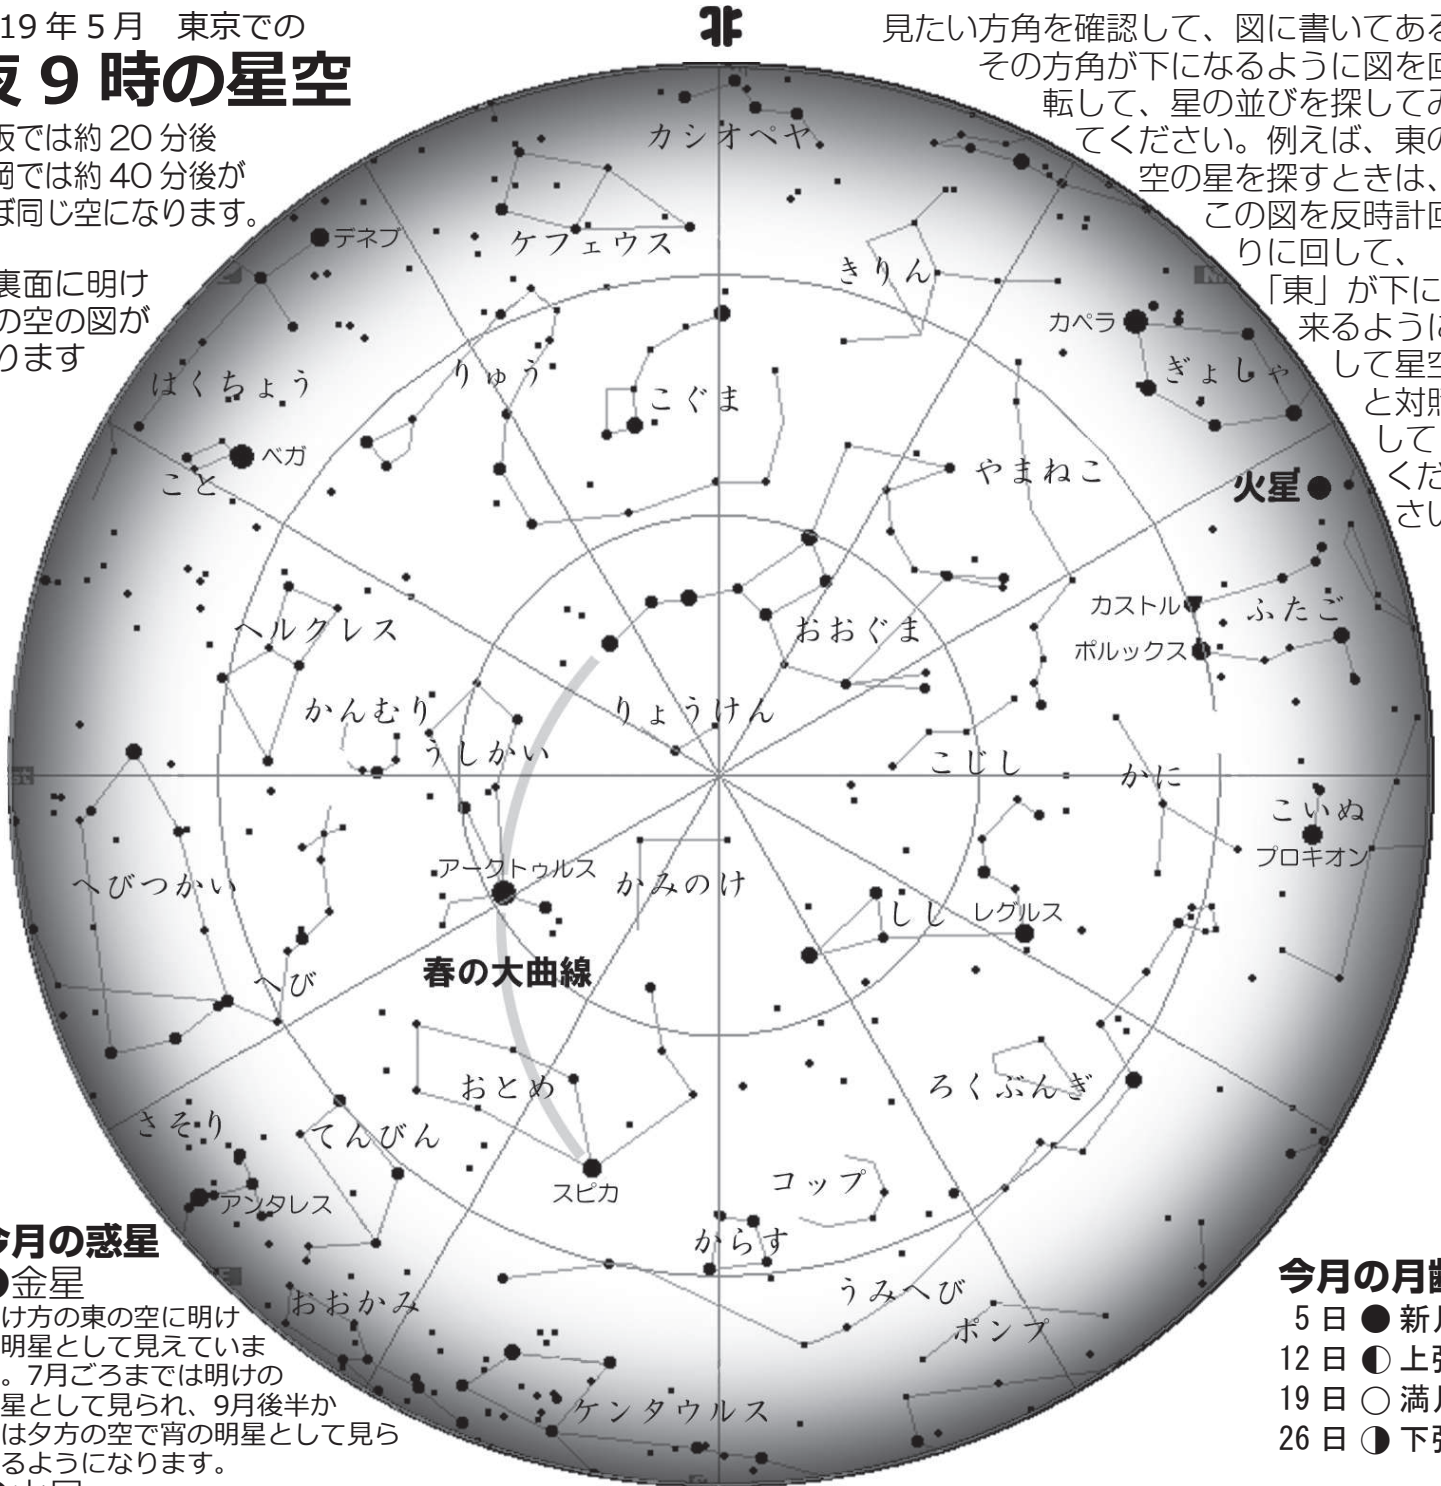 19年5月 東京での
夜9時の星空
阪では約20分後
岡では約40分後が
ぼ同じ空になります。
裏面に明け
の空の図が
ります
北
見たい方角を確認して、図に書いてある
その方角が下になるように図を回
転して、星の並びを探してみ
てください。例えば、東の
空の星を探すときは、
この図を反時計回
りに回して、
「東」が下に
来るように
して星空
と対照
して
くだ
さい
カシオペヤ
ケフェウス
デネブ
きりん
カペラ
ぎょしゃ
はくちょう
りゅう
こぐま
ベガ
こと
やまねこ
火星
カストル
ふたご
ポルックス
ヘルクレス
おおぐま
かんむり
りょうけん
うしかい
こじし
かに
こいぬ
プロキオン
アークトゥルス
かみのけ
へびつかい
しし
レグルス
春の大曲線
へび
おとめ
ろくぶんぎ
さそり
てんびん
アンタレス
スピカ
コップ
からす
うみへび
おおかみ
ポンプ
ケンタウルス
今月の惑星
●金星
け方の東の空に明け
明星として見えていま
。7月ごろまでは明けの
星として見られ、9月後半か
は夕方の空で宵の明星として見ら
るようになります。
今月の月齢
5日 ● 新月
12日 ◐ 上弦
19日 ○ 満月
26日 ◑ 下弦